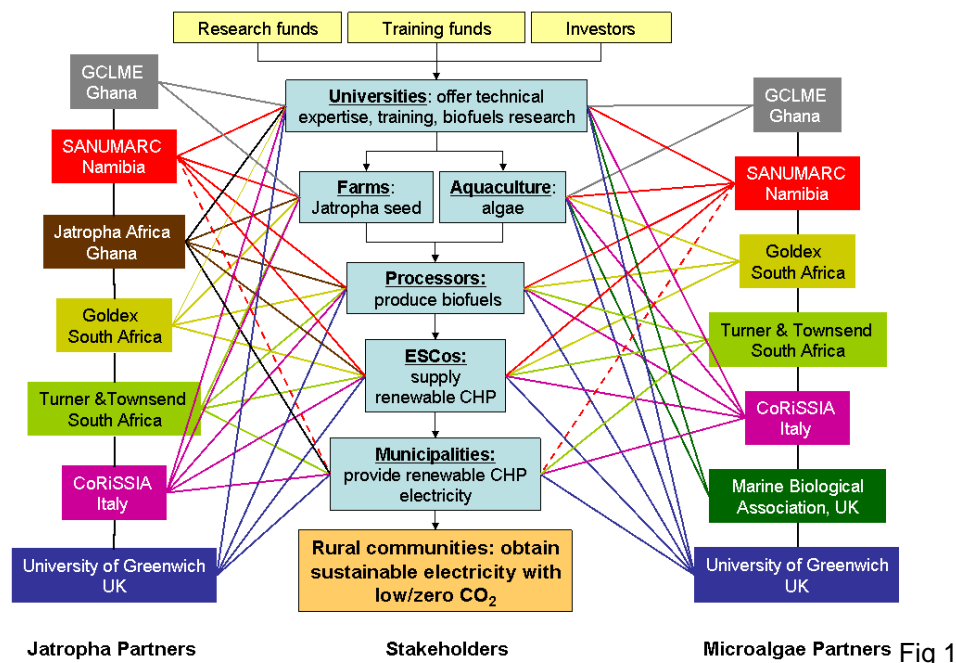 Research funds
Training funds
Investors
GCLME
Ghana
SANUMARC
Namibia
Jatropha Africa
Ghana
Goldex
South Africa
Turner &Townsend
South Africa
CoRiSSIA
Italy
University of Greenwich
UK
Jatropha Partners
Universities: offer technical
expertise, training, biofuels research
Farms:
Jatropha seed
Aquaculture:
algae
Processors:
produce biofuels
ESCos:
supply
renewable CHP
Municipalities:
provide renewable CHP
electricity
Rural communities: obtain
sustainable electricity with
low/zero CO₂
Stakeholders
GCLME
Ghana
SANUMARC
Namibia
Goldex
South Africa
Turner & Townsend
South Africa
CoRiSSIA
Italy
Marine Biological
Association, UK
University of Greenwich
UK
Microalgae Partners
Fig 1